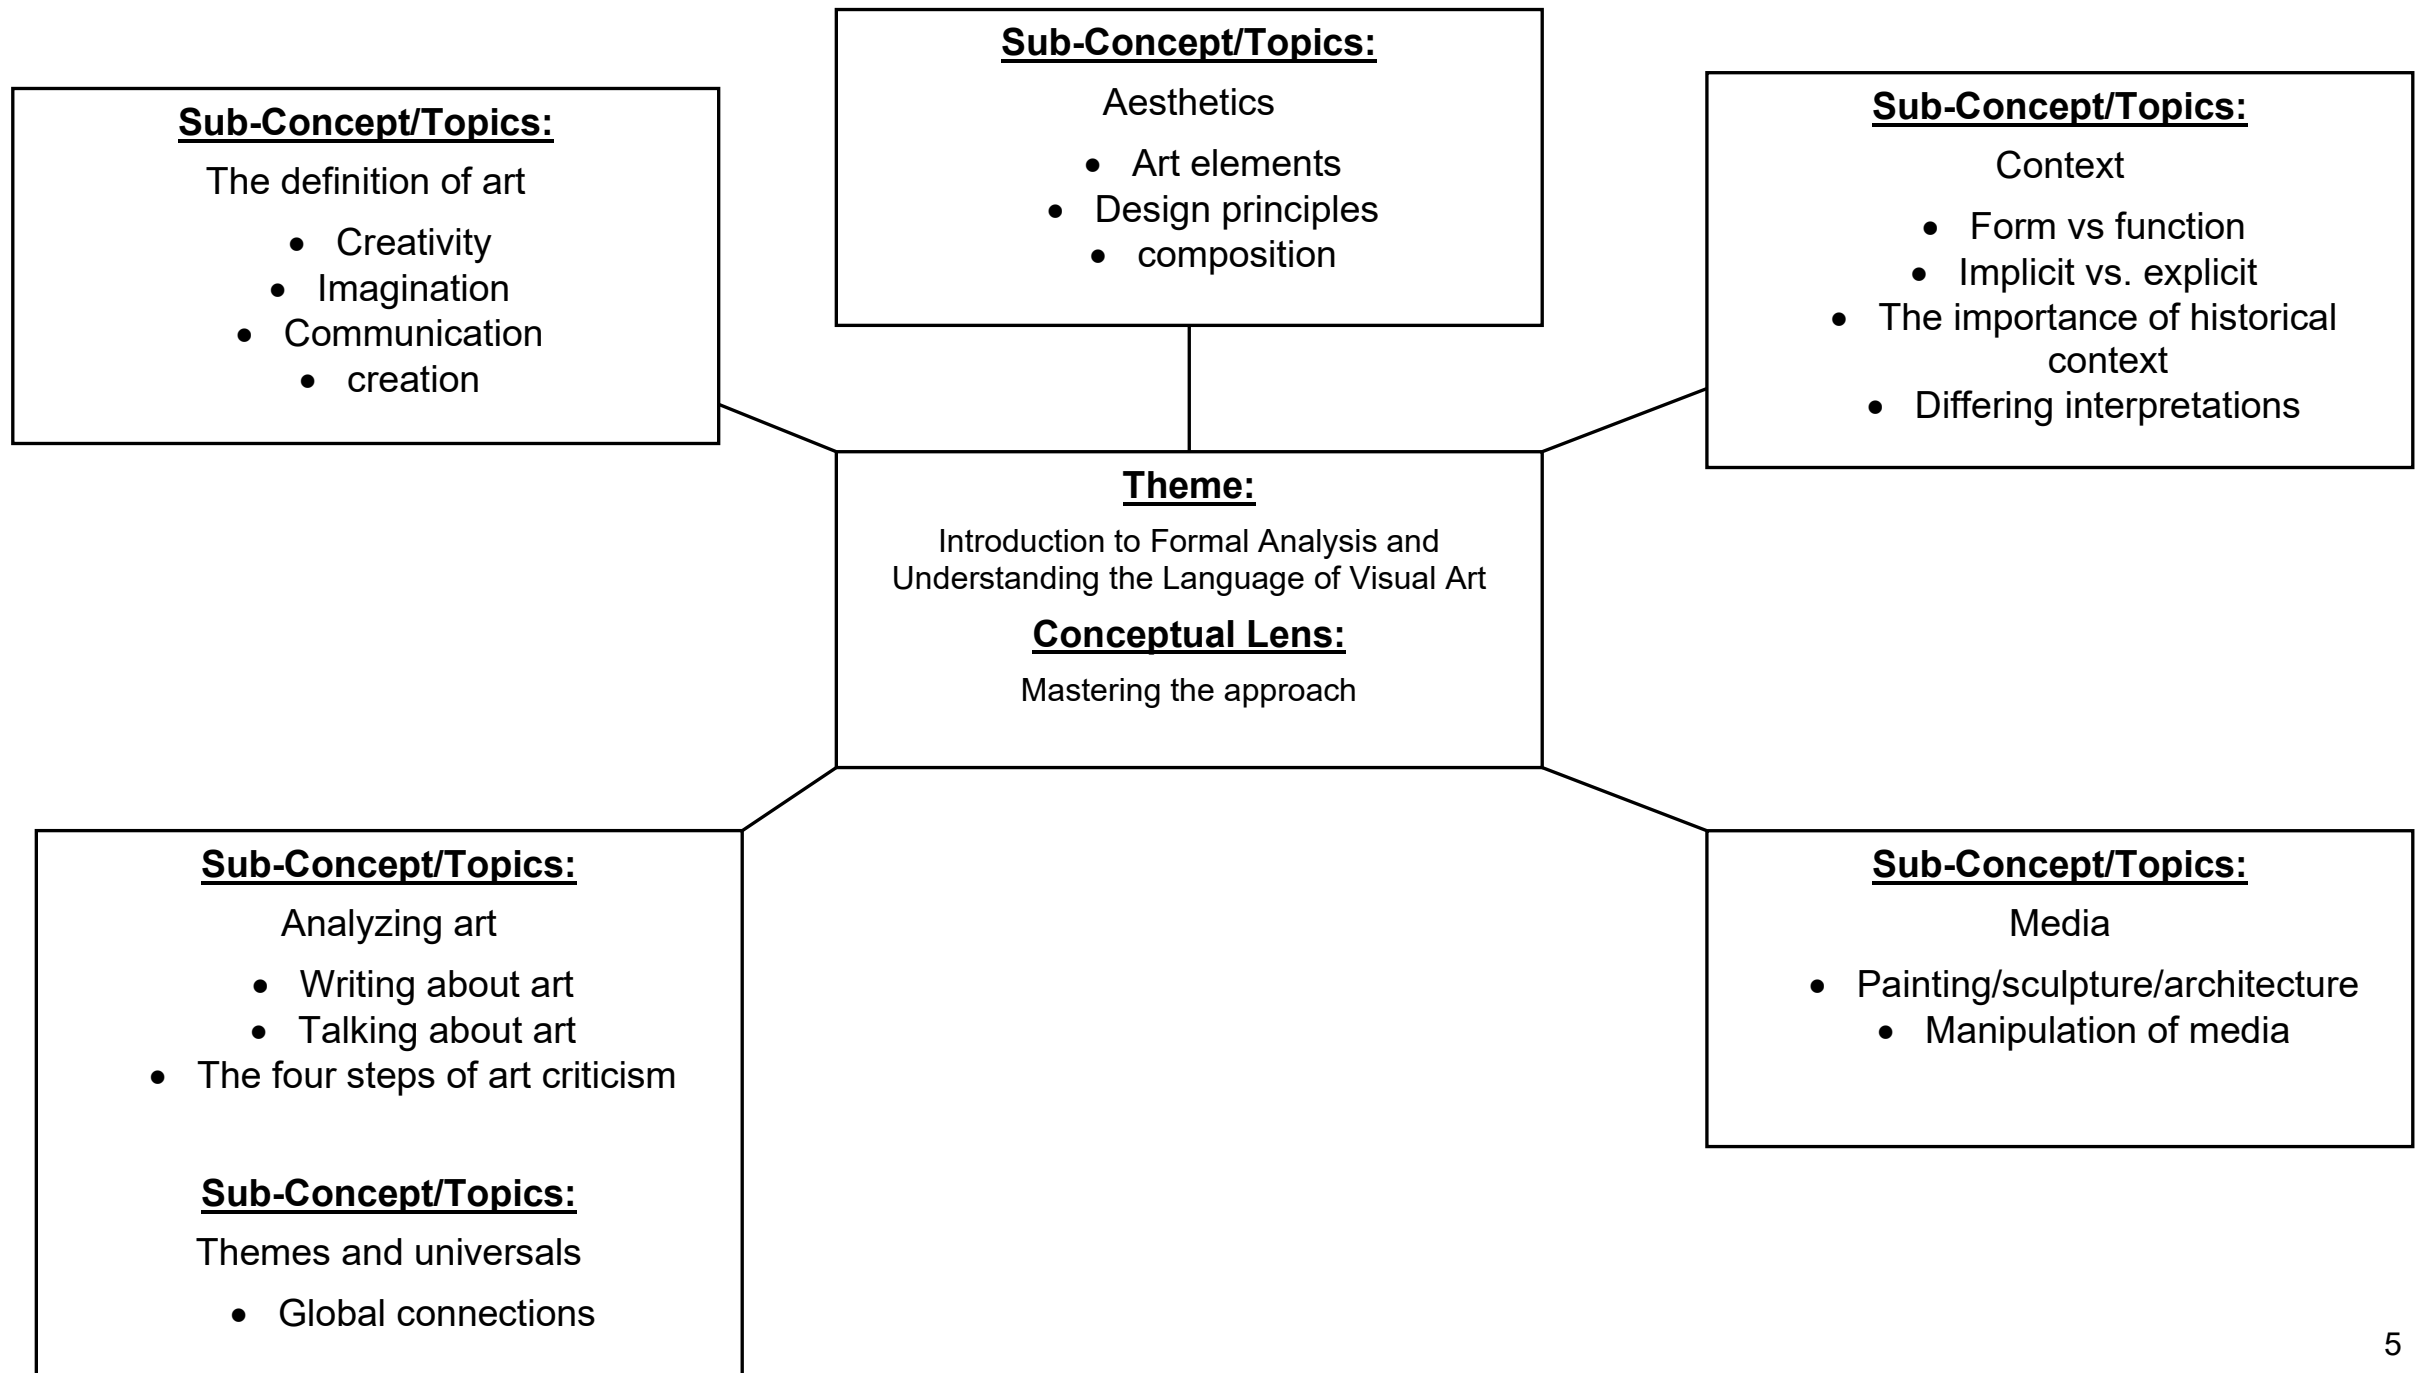 Sub-Concept/Topics:
The definition of art
• Creativity
• Imagination
• Communication
• creation
Sub-Concept/Topics:
Aesthetics
• Art elements
• Design principles
• composition
Sub-Concept/Topics:
Context
• Form vs function
• Implicit vs. explicit
• The importance of historical
context
• Differing interpretations
Theme:
Introduction to Formal Analysis and
Understanding the Language of Visual Art
Conceptual Lens:
Mastering the approach
Sub-Concept/Topics:
Analyzing art
• Writing about art
• Talking about art
• The four steps of art criticism
Sub-Concept/Topics:
Themes and universals
• Global connections
Sub-Concept/Topics:
Media
• Painting/sculpture/architecture
• Manipulation of media
5